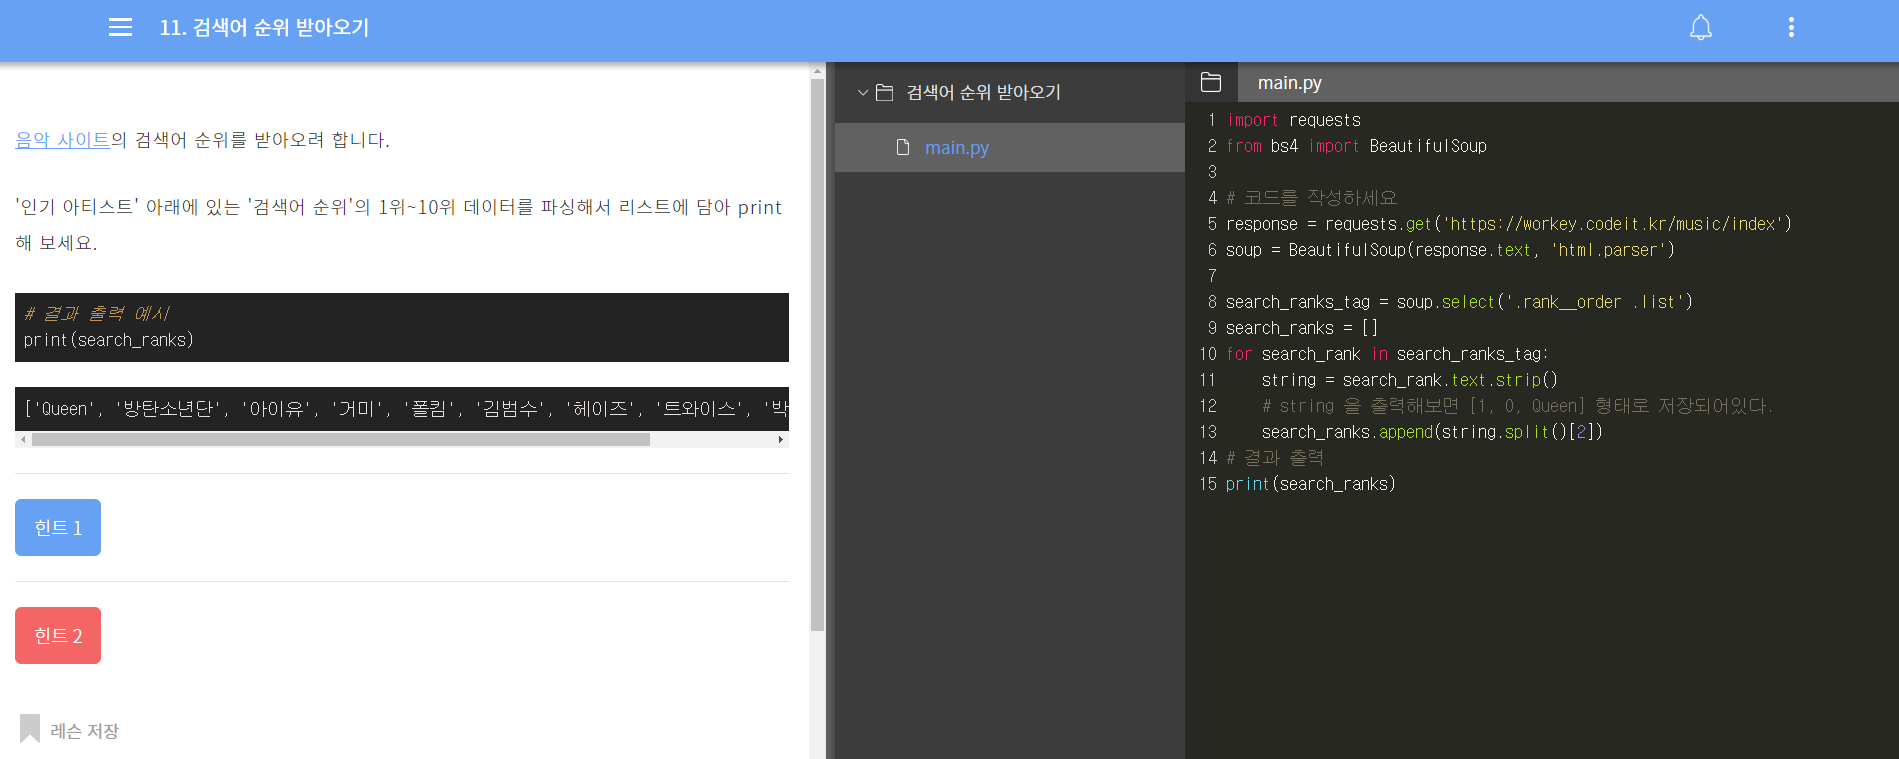 11. 검색어 순위 받아오기
음악 사이트의 검색어 순위를 받아오려 합니다.
'인기 아티스트' 아래에 있는 '검색어 순위'의 1위~10위 데이터를 파싱해서 리스트에 담아 print
해 보세요.
# 결과 출력 예시
print(search_ranks)
['Queen', '방탄소년단', '아이유', '거미', '폴킴', '김범수', '헤이즈', '트와이스', '박
힌트 1
힌트 2
레슨 저장
검색어 순위 받아오기
main.py
main.py
1 import requests
2 from bs4 import BeautifulSoup
3
4 # 코드를 작성하세요
5 response = requests.get('https://workey.codeit.kr/music/index')
6 soup = BeautifulSoup(response.text, 'html.parser')
7
8 search_ranks_tag = soup.select('.rank__order .list')
9 search_ranks = []
10 for search_rank in search_ranks_tag:
11     string = search_rank.text.strip()
12     # string 을 출력해보면 [1, 0, Queen] 형태로 저장되어있다.
13     search_ranks.append(string.split()[2])
14 # 결과 출력
15 print(search_ranks)